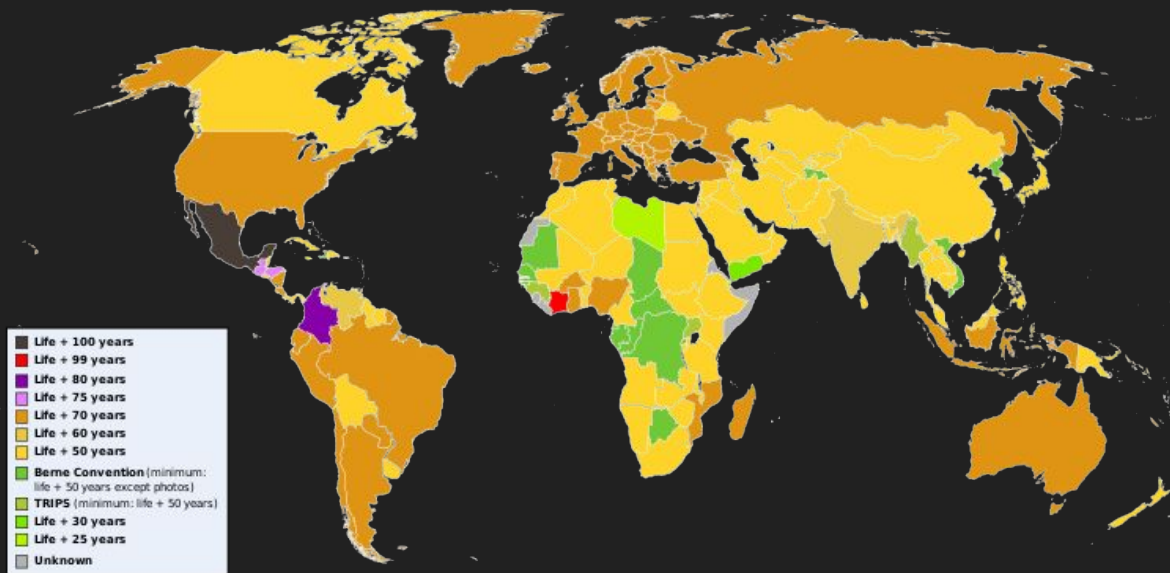 Life + 100 years
Life + 99 years
Life + 80 years
Life + 75 years
Life + 70 years
Life + 60 years
Life + 50 years
Berne Convention (minimum:
life + 50 years except photos)
TRIPS (minimum: life + 50 years)
Life + 30 years
Life + 25 years
Unknown